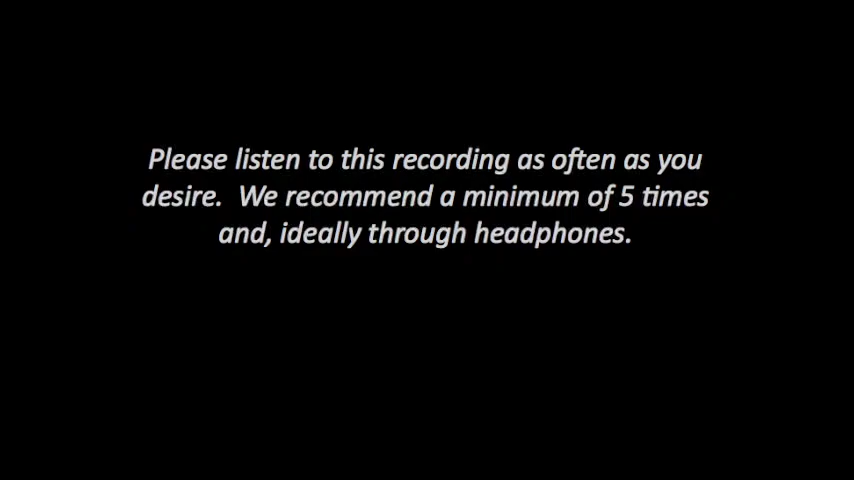 Please listen to this recording as often as you
desire.  We recommend a minimum of 5 times
and, ideally through headphones.